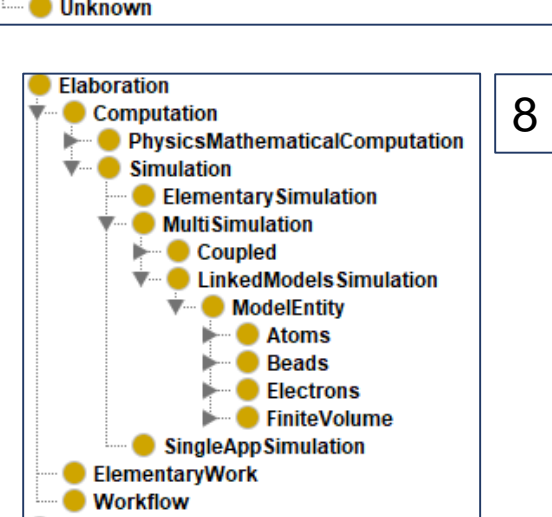 Unknown
Elaboration
8
Computation
PhysicsMathematicalComputation
Simulation
ElementarySimulation
MultiSimulation
Coupled
LinkedModelsSimulation
ModelEntity
Atoms
Beads
Electrons
FiniteVolume
SingleAppSimulation
ElementaryWork
Workflow